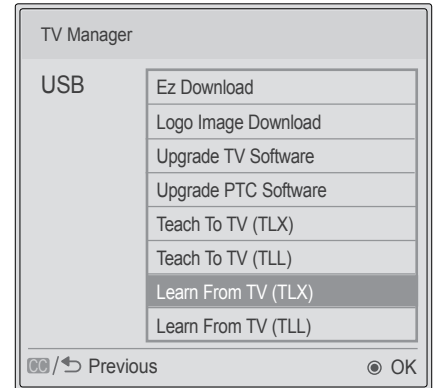 TV Manager
USB
Ez Download
Logo Image Download
Upgrade TV Software
Upgrade PTC Software
Teach To TV (TLX)
Teach To TV (TLL)
Learn From TV (TLX)
Learn From TV (TLL)
CC/⮌ Previous
◉ OK